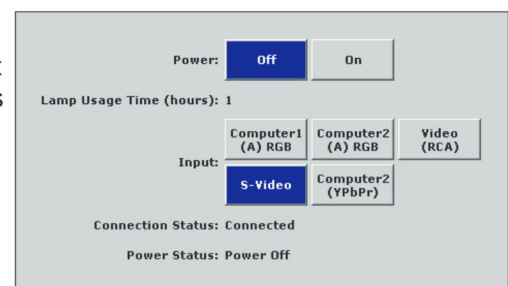 Power: Off On
Lamp Usage Time (hours): 1
Computer1 (A) RGB
Computer2 (A) RGB
Video (RCA)
Input:
S-Video
Computer2 (YPbPr)
Connection Status: Connected
Power Status: Power Off